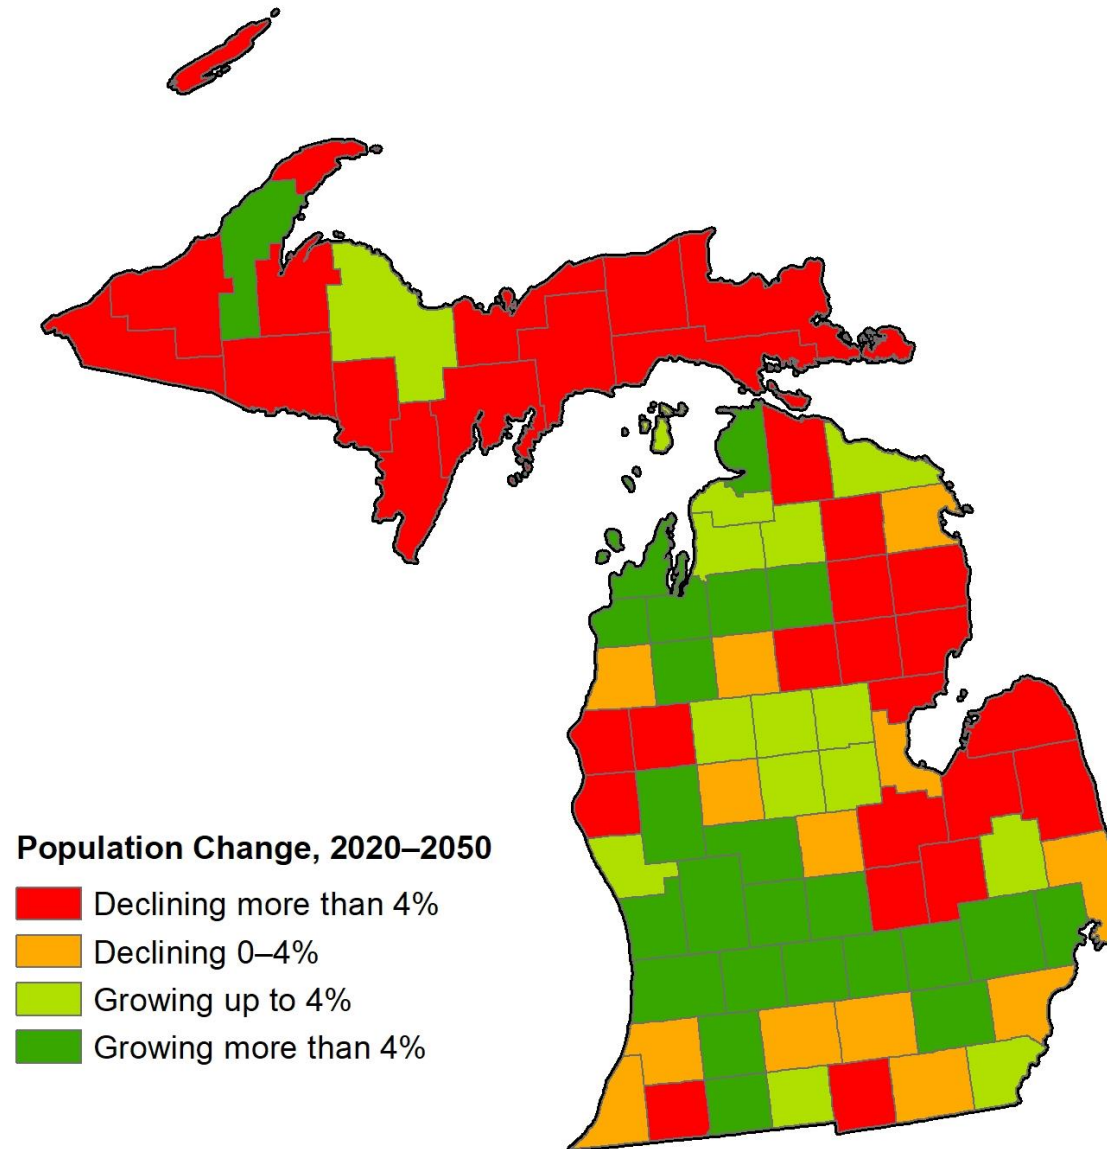 Population Change, 2020–2050
Declining more than 4%
Declining 0–4%
Growing up to 4%
Growing more than 4%